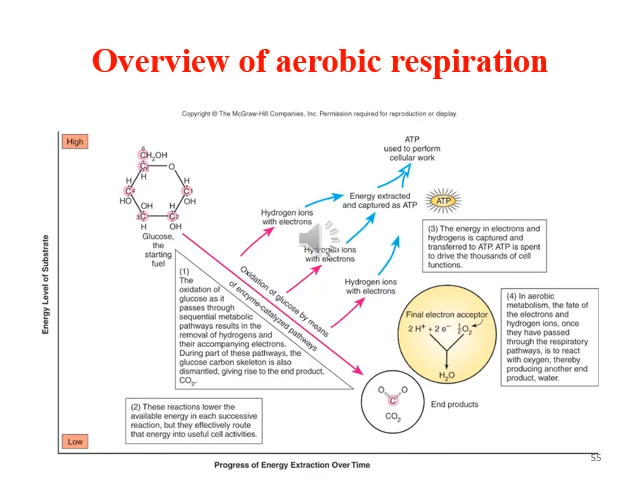 Overview of aerobic respiration
Copyright © The McGraw-Hill Companies, Inc. Permission required for reproduction or display.
High
ATP
used to perform
cellular work
6
CH2OH
C 5
O
H
H
H
C4
C1
HO
OH
H
OH
3C
C2
H
OH
Glucose,
the
starting
fuel
Hydrogen ions
with electrons
Energy extracted
and captured as ATP
ATP
Hydrogen ions
with electrons
Hydrogen ions
with electrons
(3) The energy in electrons and
hydrogens is captured and
transferred to ATP. ATP is spent
to drive the thousands of cell
functions.
Oxidation of glucose by means
of enzyme-catalyzed pathways
(1)
The
oxidation of
glucose as it
passes through
sequential metabolic
pathways results in the
removal of hydrogens and
their accompanying electrons.
During part of these pathways, the
glucose carbon skeleton is also
dismantled, giving rise to the end product,
CO2.
Final electron acceptor
2 H+ + 2 e– ½O2
H2O
(4) In aerobic
metabolism, the fate of
the electrons and
hydrogen ions, once
they have passed
through the respiratory
pathways, is to react
with oxygen, thereby
producing another end
product, water.
O O
C
CO2
End products
(2) These reactions lower the
available energy in each successive
reaction, but they effectively route
that energy into useful cell activities.
Low
Energy Level of Substrate
Progress of Energy Extraction Over Time
55